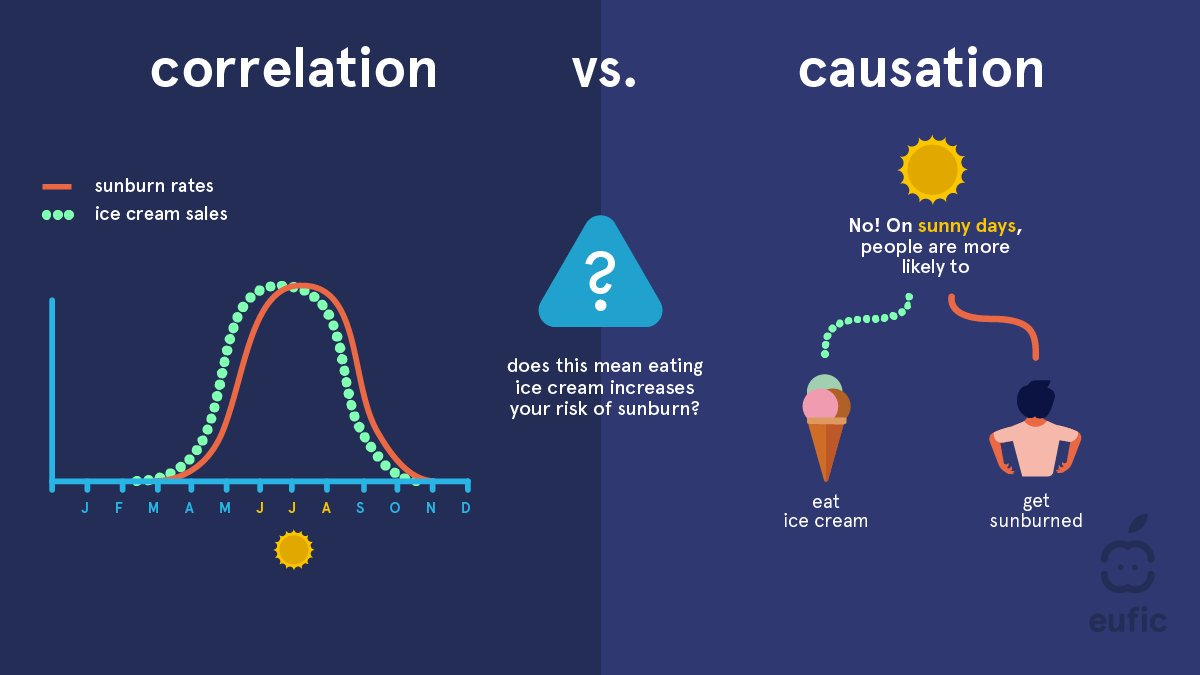 correlation vs. causation
sunburn rates
ice cream sales
J F M A M J J A S O N D
?
does this mean eating
ice cream increases
your risk of sunburn?
No! On sunny days,
people are more
likely to
eat
ice cream
get
sunburned
eufic